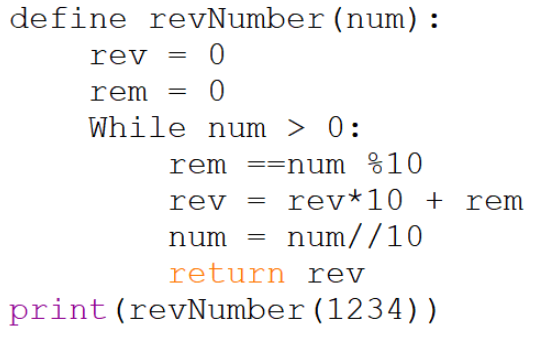 define revNumber(num):
    rev = 0
    rem = 0
    While num > 0:
        rem ==num %10
        rev = rev*10 + rem
        num = num//10
        return rev
print(revNumber(1234))